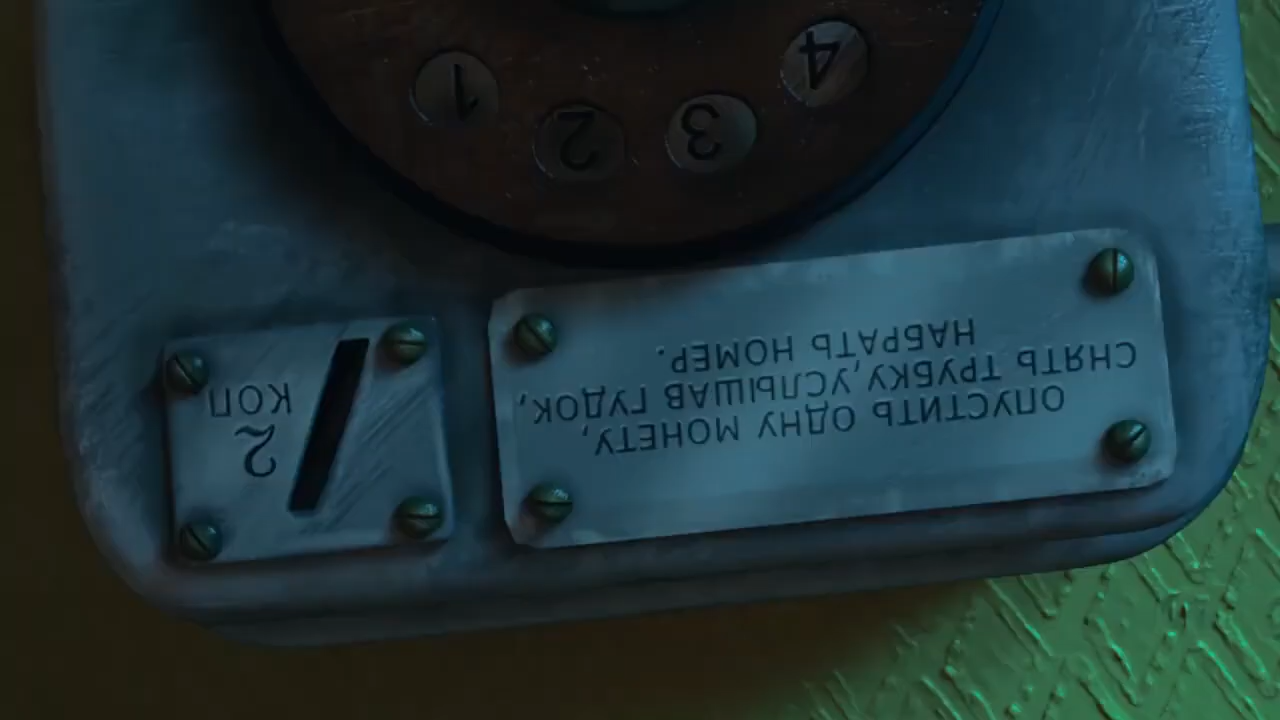 ОПУСТИТЬ ОДНУ МОНЕТУ,
СНЯТЬ ТРУБКУ, УСЛЫШАВ ГУДОК,
НАБРАТЬ НОМЕР.
2
КОП
4 3 2 1